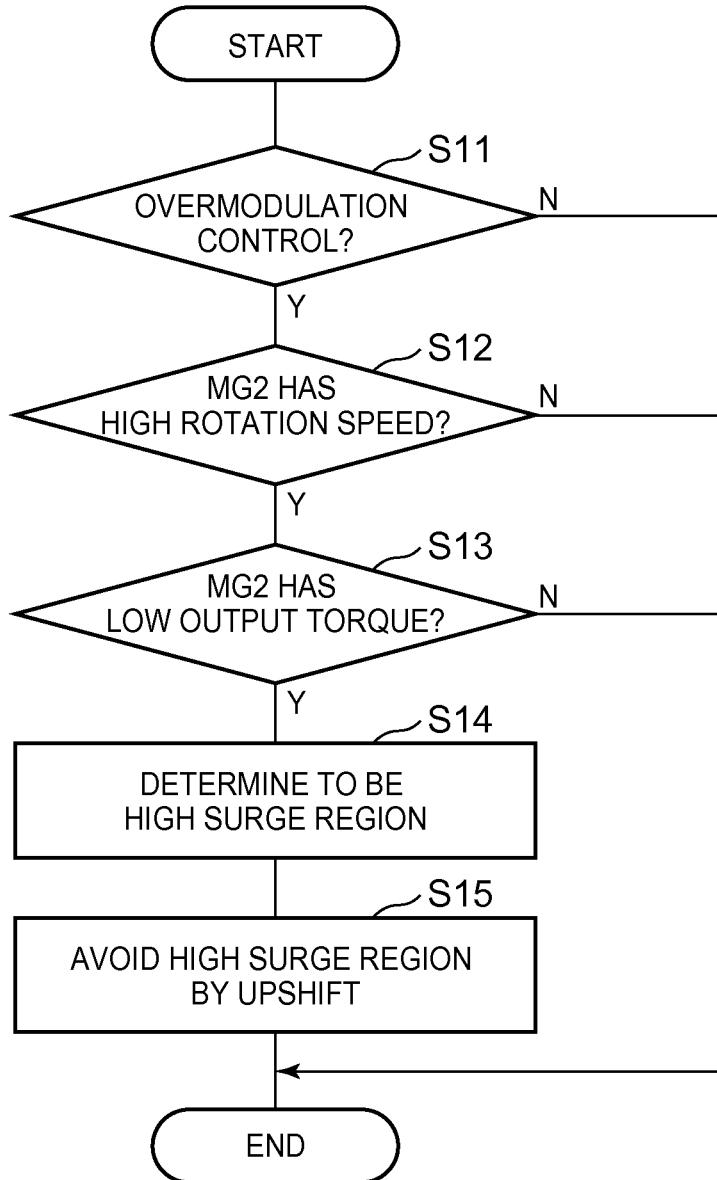 START
S11
OVERMODULATION
CONTROL?
N
Y
S12
MG2 HAS
HIGH ROTATION SPEED?
N
Y
S13
MG2 HAS
LOW OUTPUT TORQUE?
N
Y
S14
DETERMINE TO BE
HIGH SURGE REGION
S15
AVOID HIGH SURGE REGION
BY UPSHIFT
END